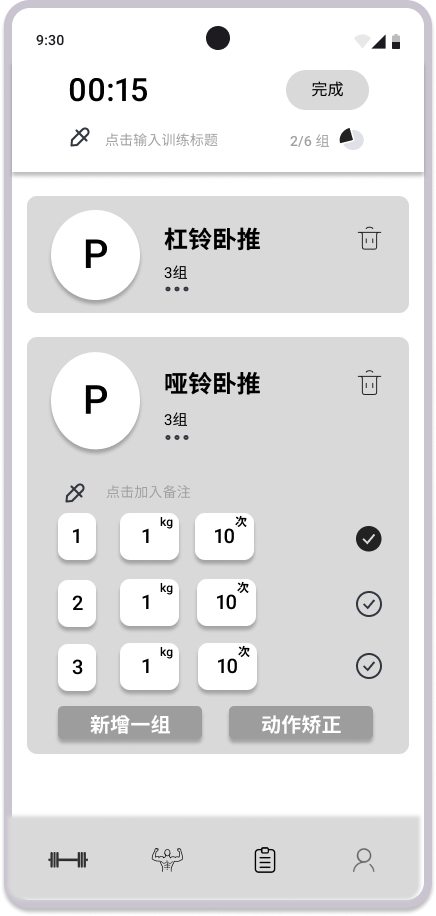 9:30
00:15
完成
点击输入训练标题
2/6 组
P
杠铃卧推
3组
P
哑铃卧推
3组
点击加入备注
1
1 kg
10 次
2
1 kg
10 次
3
1 kg
10 次
新增一组
动作矫正